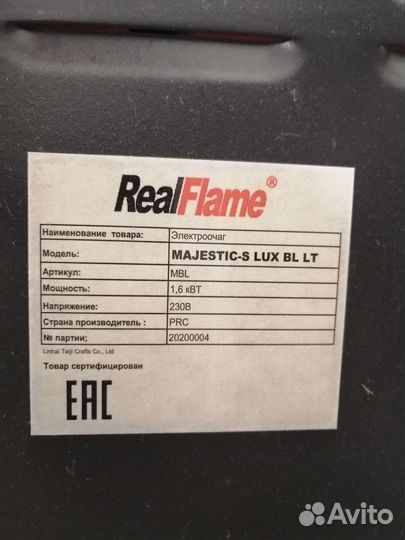 RealFlame®
Наименование товара: Электроочаг
Модель: MAJESTIC-S LUX BL LT
Артикул: MBL
Мощность: 1,6 кВТ
Напряжение: 230В
Страна производитель : PRC
№ партии; 20200004
Linhai Taiji Crafts Co., Ltd
Товар сертифицирован
EAC
Avito